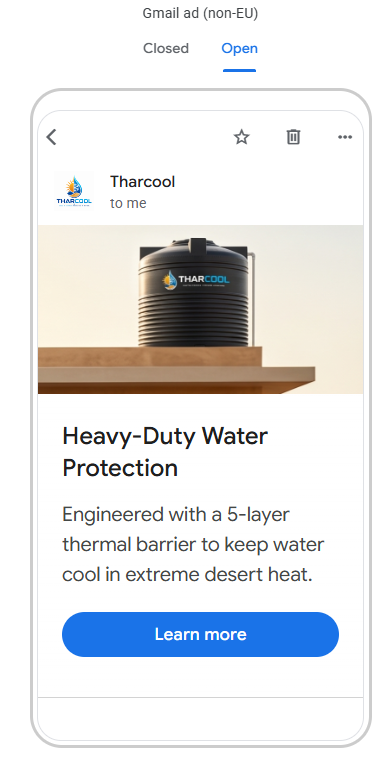 Gmail ad (non-EU)
Closed
Open
Tharcool
THARCOOL
to me
THARCOOL
Heavy-Duty Water
Protection
Engineered with a 5-layer
thermal barrier to keep water
cool in extreme desert heat.
Learn more